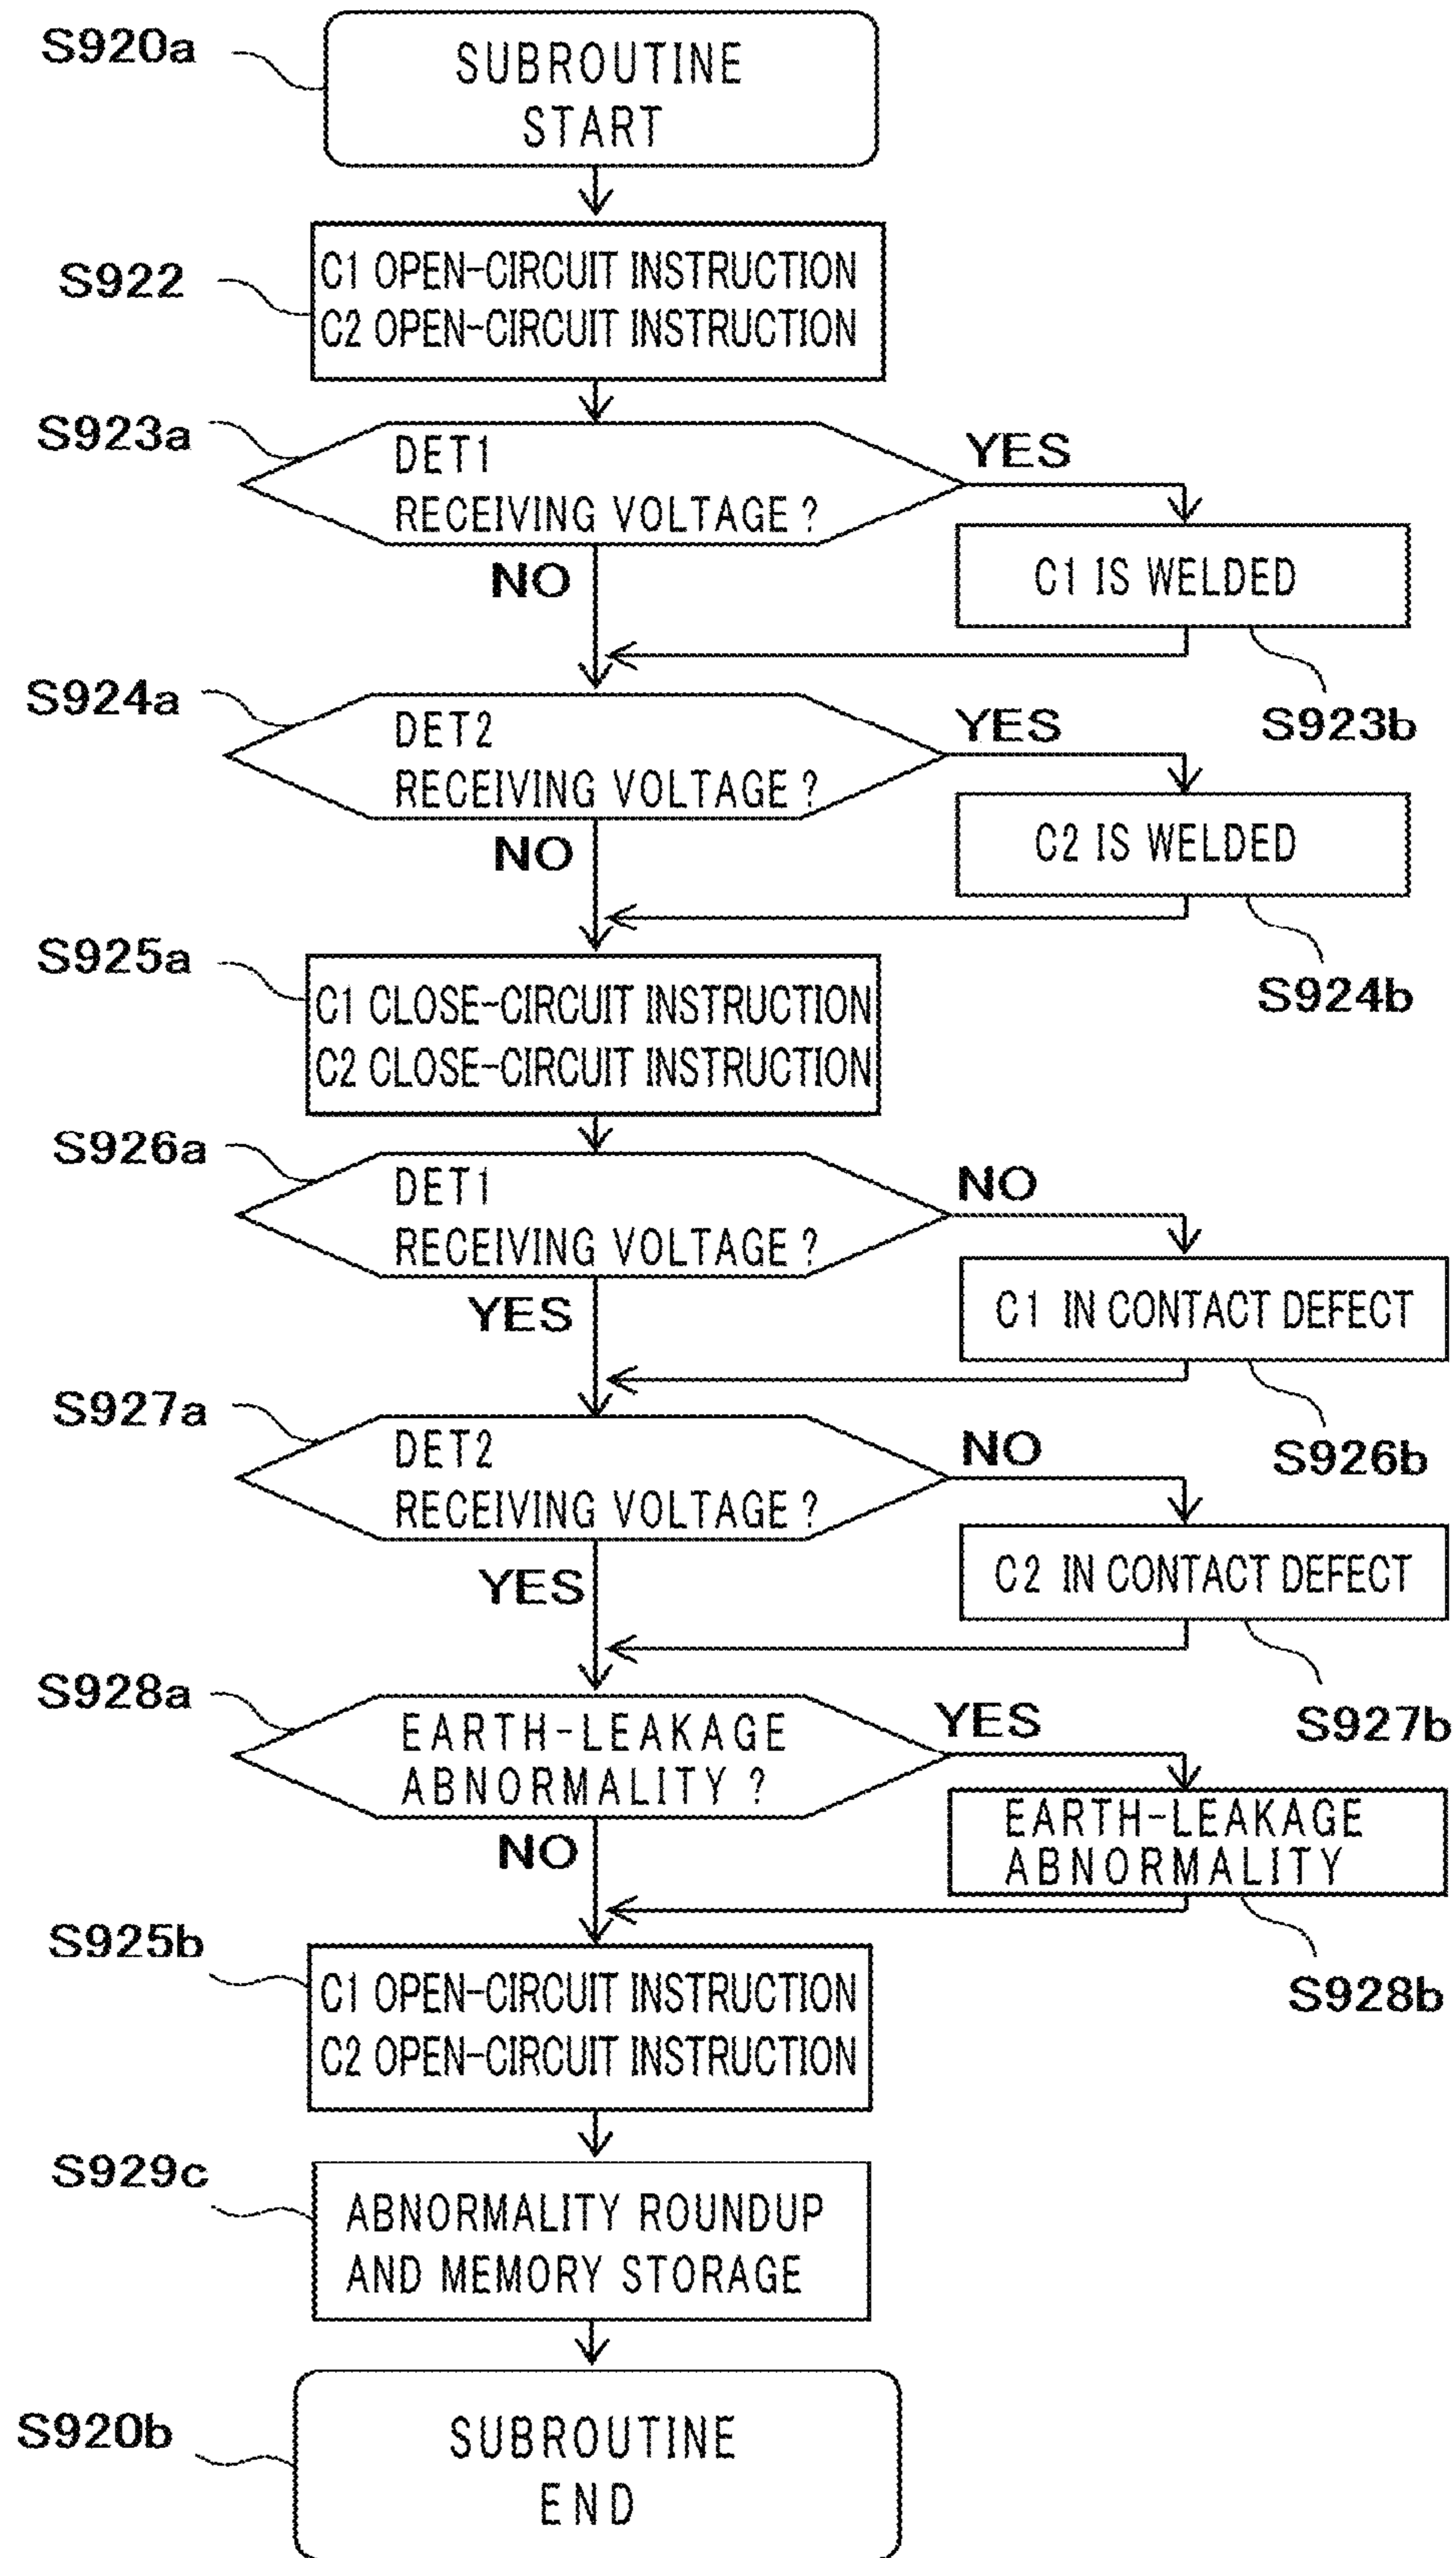 S920a
SUBROUTINE
START
S922
C1 OPEN-CIRCUIT INSTRUCTION
C2 OPEN-CIRCUIT INSTRUCTION
S923a
DET1
RECEIVING VOLTAGE?
YES
NO
C1 IS WELDED
S923b
S924a
DET2
RECEIVING VOLTAGE?
YES
NO
C2 IS WELDED
S924b
S925a
C1 CLOSE-CIRCUIT INSTRUCTION
C2 CLOSE-CIRCUIT INSTRUCTION
S926a
DET1
RECEIVING VOLTAGE?
NO
YES
C1 IN CONTACT DEFECT
S926b
S927a
DET2
RECEIVING VOLTAGE?
NO
YES
C2 IN CONTACT DEFECT
S927b
S928a
EARTH-LEAKAGE
ABNORMALITY?
YES
NO
EARTH-LEAKAGE
ABNORMALITY
S928b
S925b
C1 OPEN-CIRCUIT INSTRUCTION
C2 OPEN-CIRCUIT INSTRUCTION
S929c
ABNORMALITY ROUNDUP
AND MEMORY STORAGE
S920b
SUBROUTINE
END